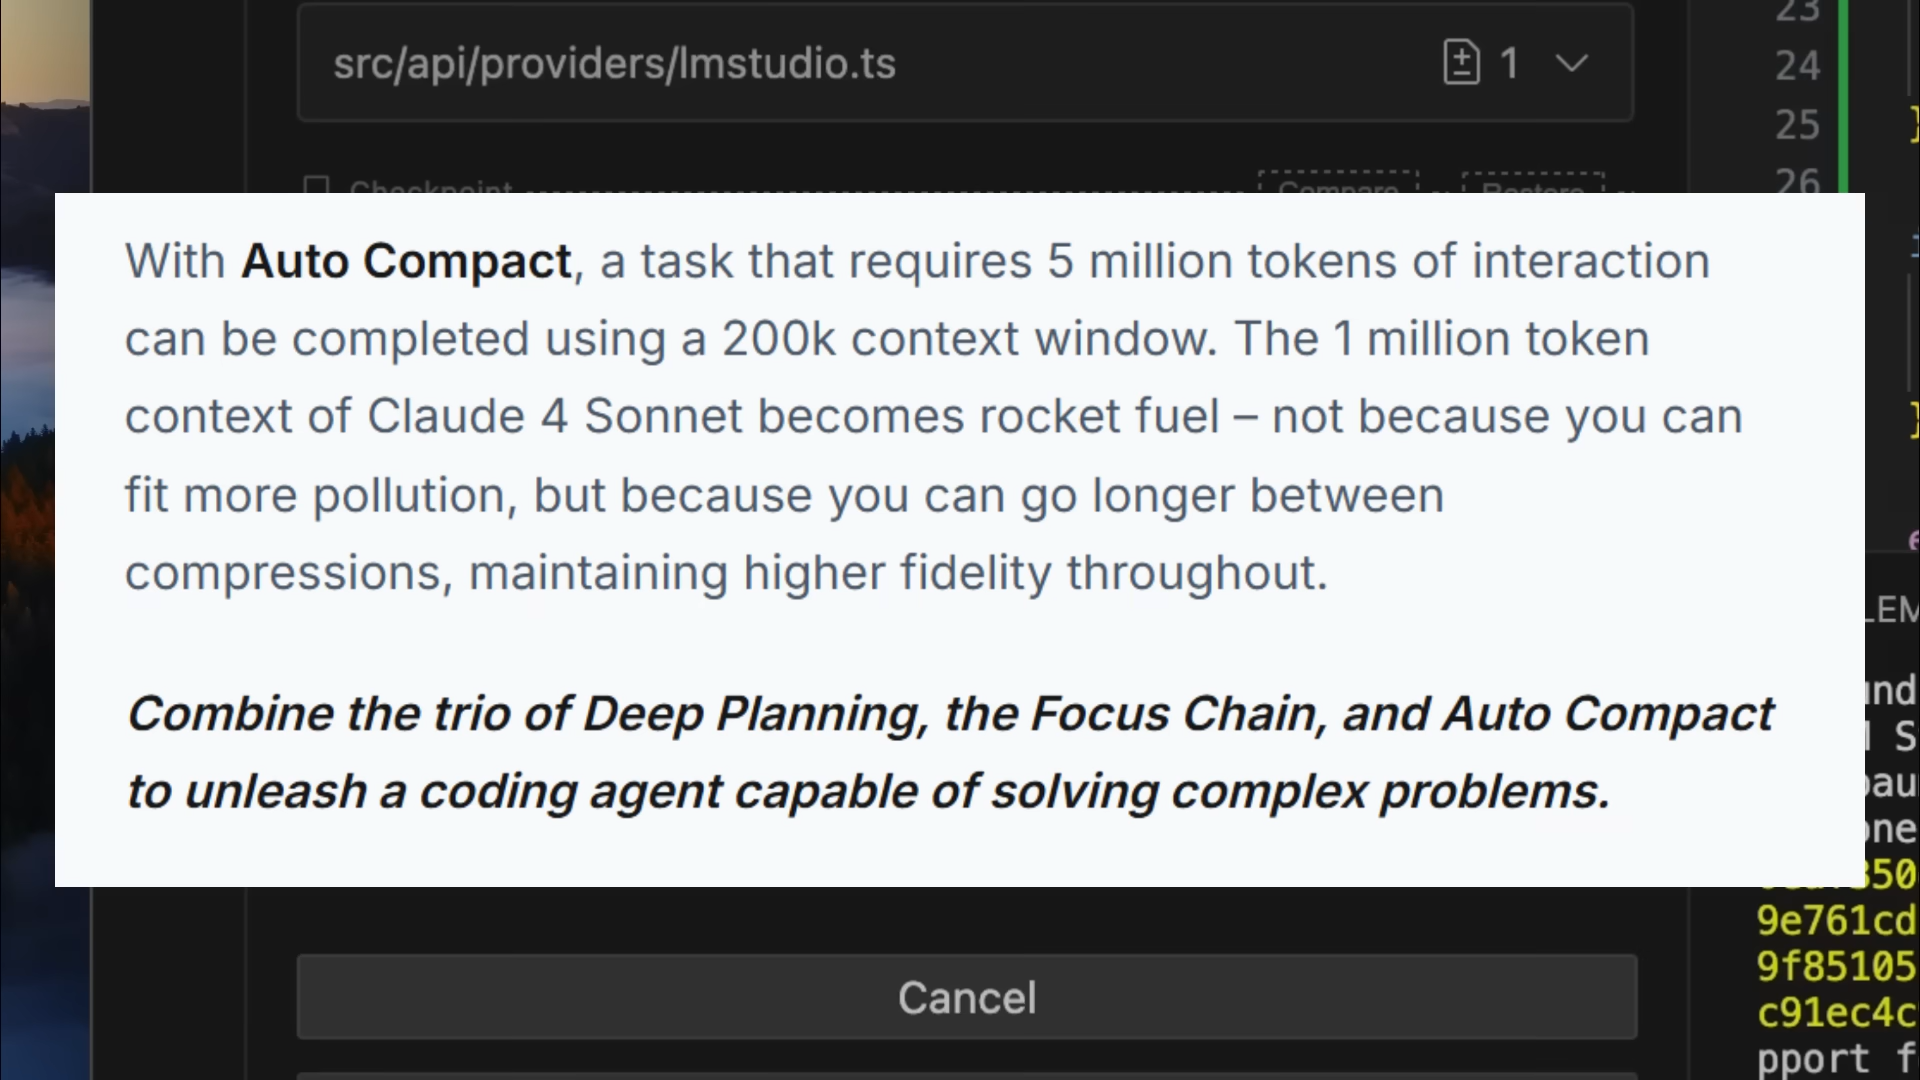 src/api/providers/lmstudio.ts 1
23
24
25
26
Checkpoint Compare Restore
With Auto Compact, a task that requires 5 million tokens of interaction
can be completed using a 200k context window. The 1 million token
context of Claude 4 Sonnet becomes rocket fuel – not because you can
fit more pollution, but because you can go longer between
compressions, maintaining higher fidelity throughout.
Combine the trio of Deep Planning, the Focus Chain, and Auto Compact
to unleash a coding agent capable of solving complex problems.
Cancel
9e761cd
9f85105
c91ec4c
pport f